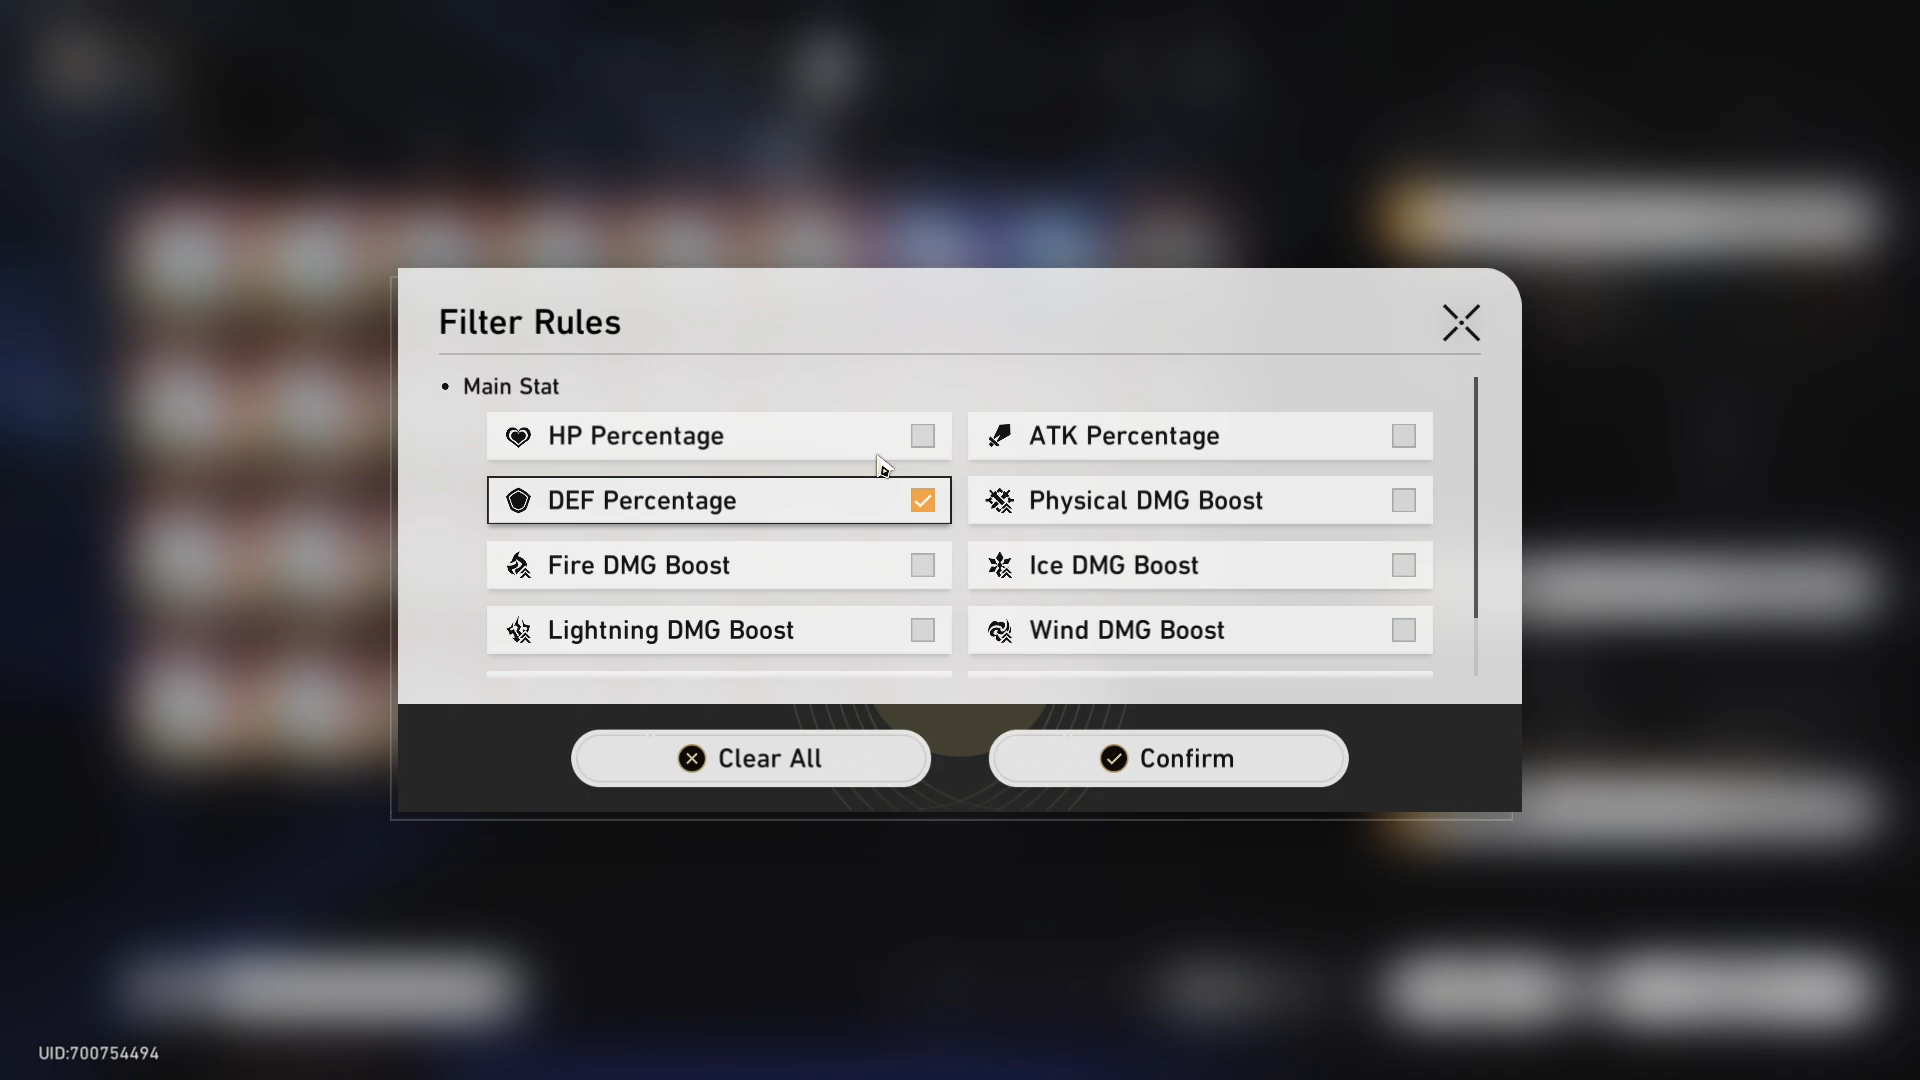 Filter Rules
• Main Stat
HP Percentage
ATK Percentage
DEF Percentage
Physical DMG Boost
Fire DMG Boost
Ice DMG Boost
Lightning DMG Boost
Wind DMG Boost
Clear All
Confirm
UID:700754494